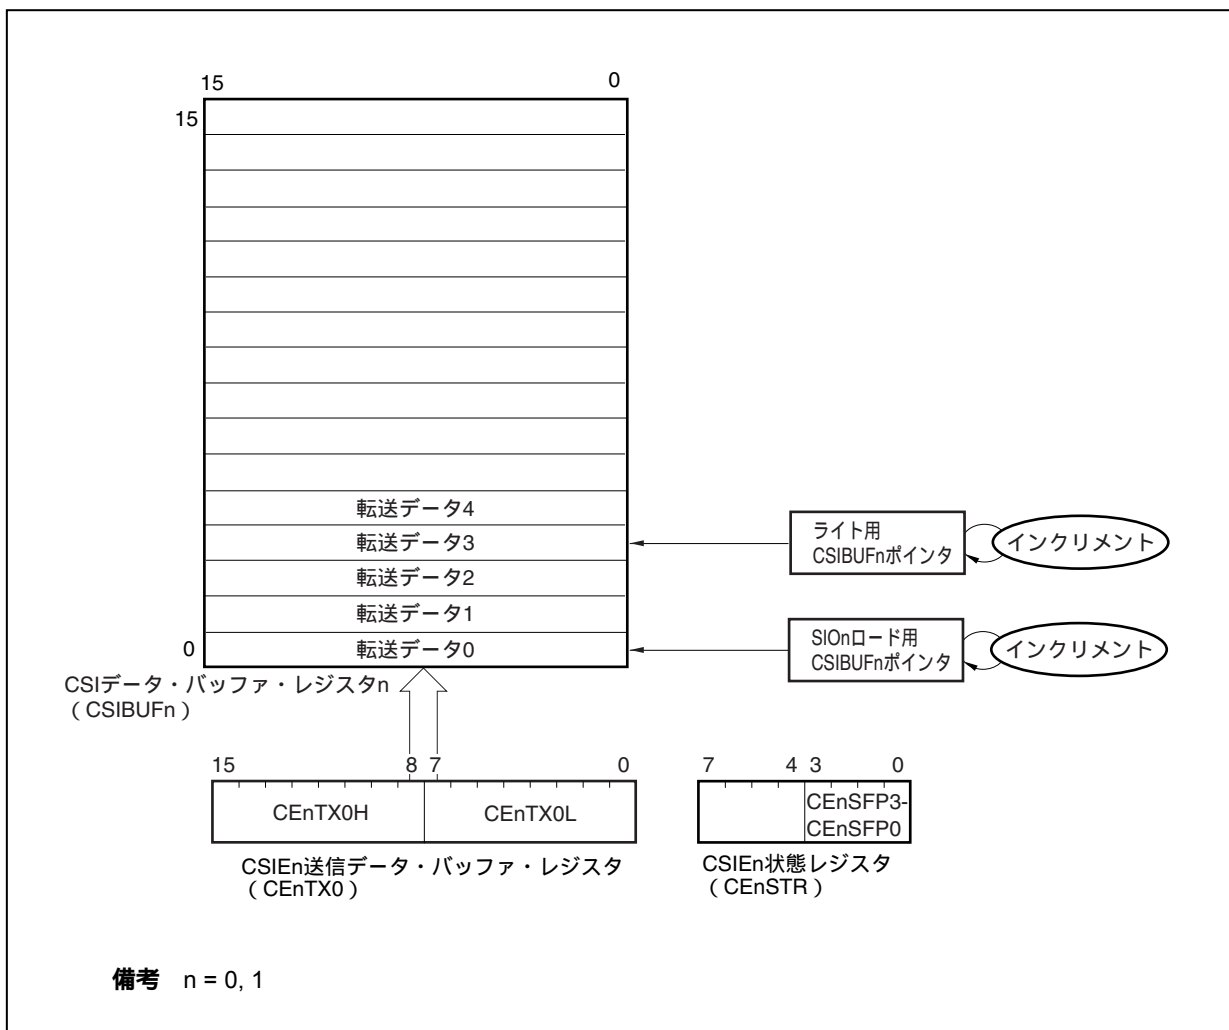 15 0
15
転送データ4
転送データ3
転送データ2
転送データ1
0 転送データ0
ライト用
CSIBUFnポインタ
インクリメント
SIOnロード用
CSIBUFnポインタ
インクリメント
CSIデータ・バッファ・レジスタn
(CSIBUFn)
15 8 7 0
CEnTX0H CEnTX0L
CSIEn送信データ・バッファ・レジスタ
(CEnTX0)
7 4 3 0
CEnSFP3-
CEnSFP0
CSIEn状態レジスタ
(CEnSTR)
備考 n = 0, 1